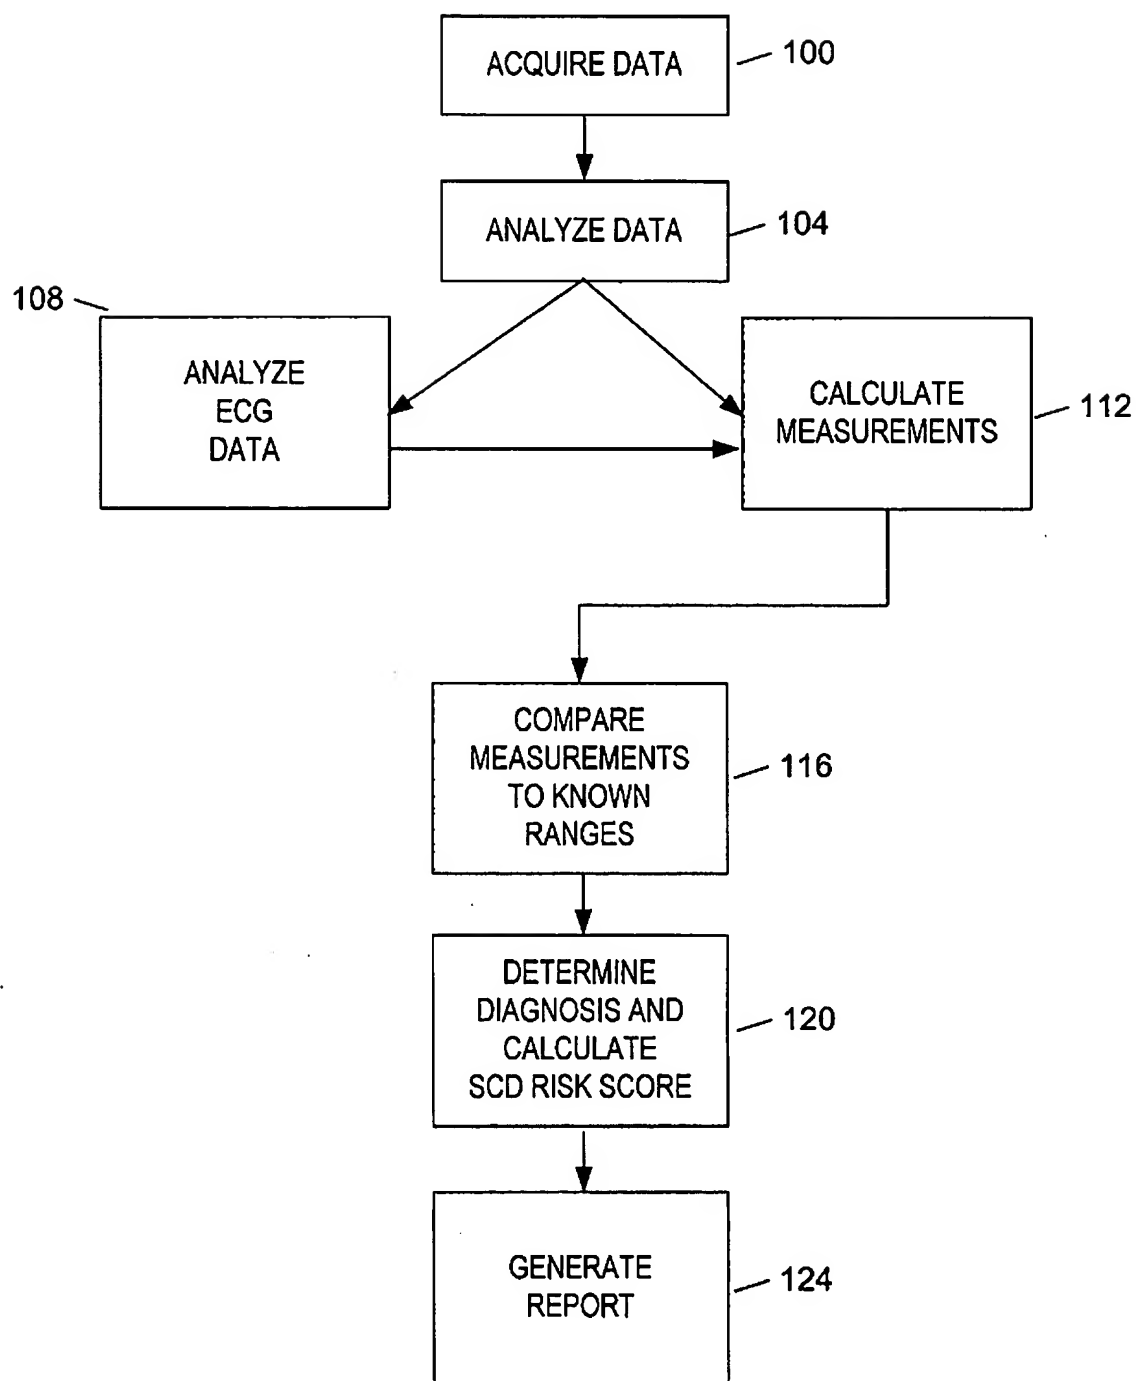 ACQUIRE DATA
100
ANALYZE DATA
104
108
ANALYZE
ECG
DATA
CALCULATE
MEASUREMENTS
112
COMPARE
MEASUREMENTS
TO KNOWN
RANGES
116
DETERMINE
DIAGNOSIS AND
CALCULATE
SCD RISK SCORE
120
GENERATE
REPORT
124